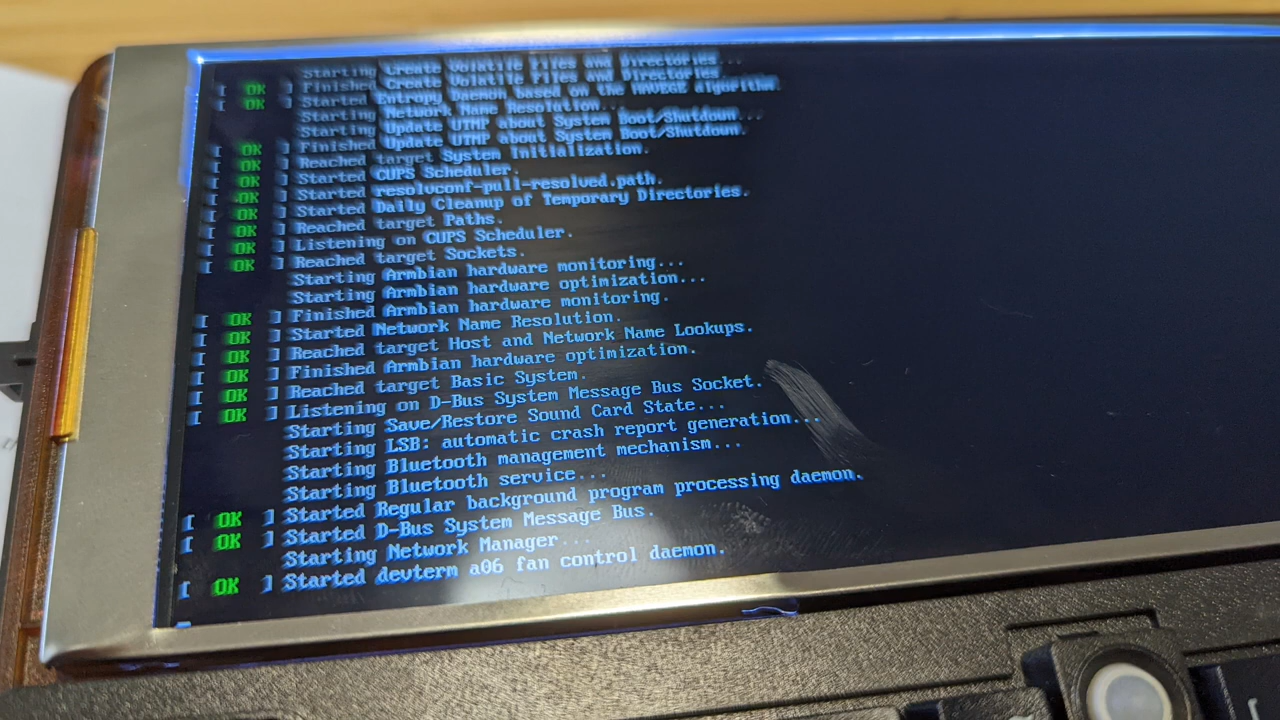 Starting Create Volatile Files and Directories...
[ OK ] Finished Create Volatile Files and Directories.
[ OK ] Started Entropy Daemon based on the HAVEGE algorithm
Starting Network Name Resolution...
Starting Update UTMP about System Boot/Shutdown...
[ OK ] Finished Update UTMP about System Boot/Shutdown.
[ OK ] Reached target System Initialization.
[ OK ] Started CUPS Scheduler.
[ OK ] Started resolvconf-pull-resolved.path.
[ OK ] Started Daily Cleanup of Temporary Directories.
[ OK ] Reached target Paths.
[ OK ] Listening on CUPS Scheduler.
[ OK ] Reached target Sockets.
Starting Armbian hardware monitoring...
Starting Armbian hardware optimization...
[ OK ] Finished Armbian hardware monitoring.
[ OK ] Started Network Name Resolution.
[ OK ] Reached target Host and Network Name Lookups.
[ OK ] Finished Armbian hardware optimization.
[ OK ] Reached target Basic System.
[ OK ] Listening on D-Bus System Message Bus Socket.
Starting Save/Restore Sound Card State...
Starting LSB: automatic crash report generation...
Starting Bluetooth management mechanism...
Starting Bluetooth service...
[ OK ] Started Regular background program processing daemon.
[ OK ] Started D-Bus System Message Bus.
Starting Network Manager...
[ OK ] Started devterm a06 fan control daemon.